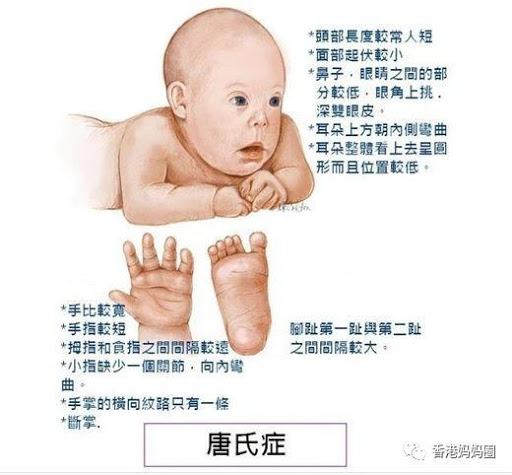 *頭部長度較常人短
*面部起伏較小
*鼻子，眼睛之間的部
分較低，眼角上挑．
深雙眼皮。
*耳朵上方朝內側彎曲
*耳朵整體看上去呈圓
形而且位置較低。
*手比較寬
*手指較短
*拇指和食指之間間隔較遠
*小指缺少一個關節，向內彎
曲。
*手掌的橫向紋路只有一條
*斷掌.
腳趾第一趾與第二趾
之間間隔較大。
唐氏症
香港妈妈圈